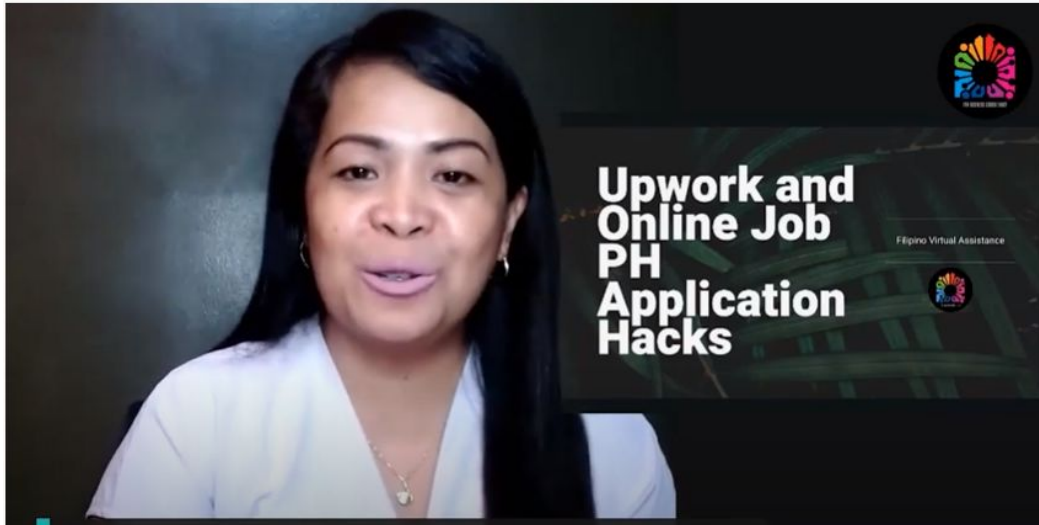 Upwork and
Online Job
PH
Application
Hacks
Filipino Virtual Assistance